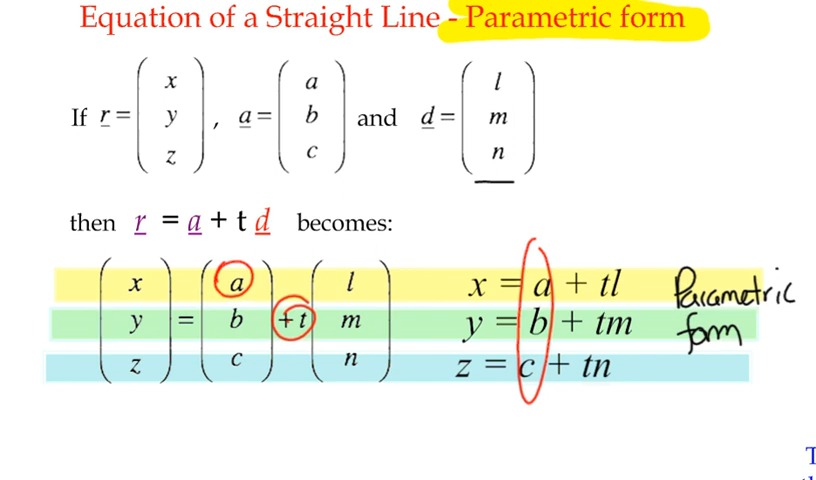 Equation of a Straight Line - Parametric form
If r = ( x y z ) , a = ( a b c ) and d = ( l m n )
then r = a + t d becomes:
( x y z ) = ( a b c ) + t ( l m n )
x = a + tl
y = b + tm
z = c + tn
Parametric
form
T